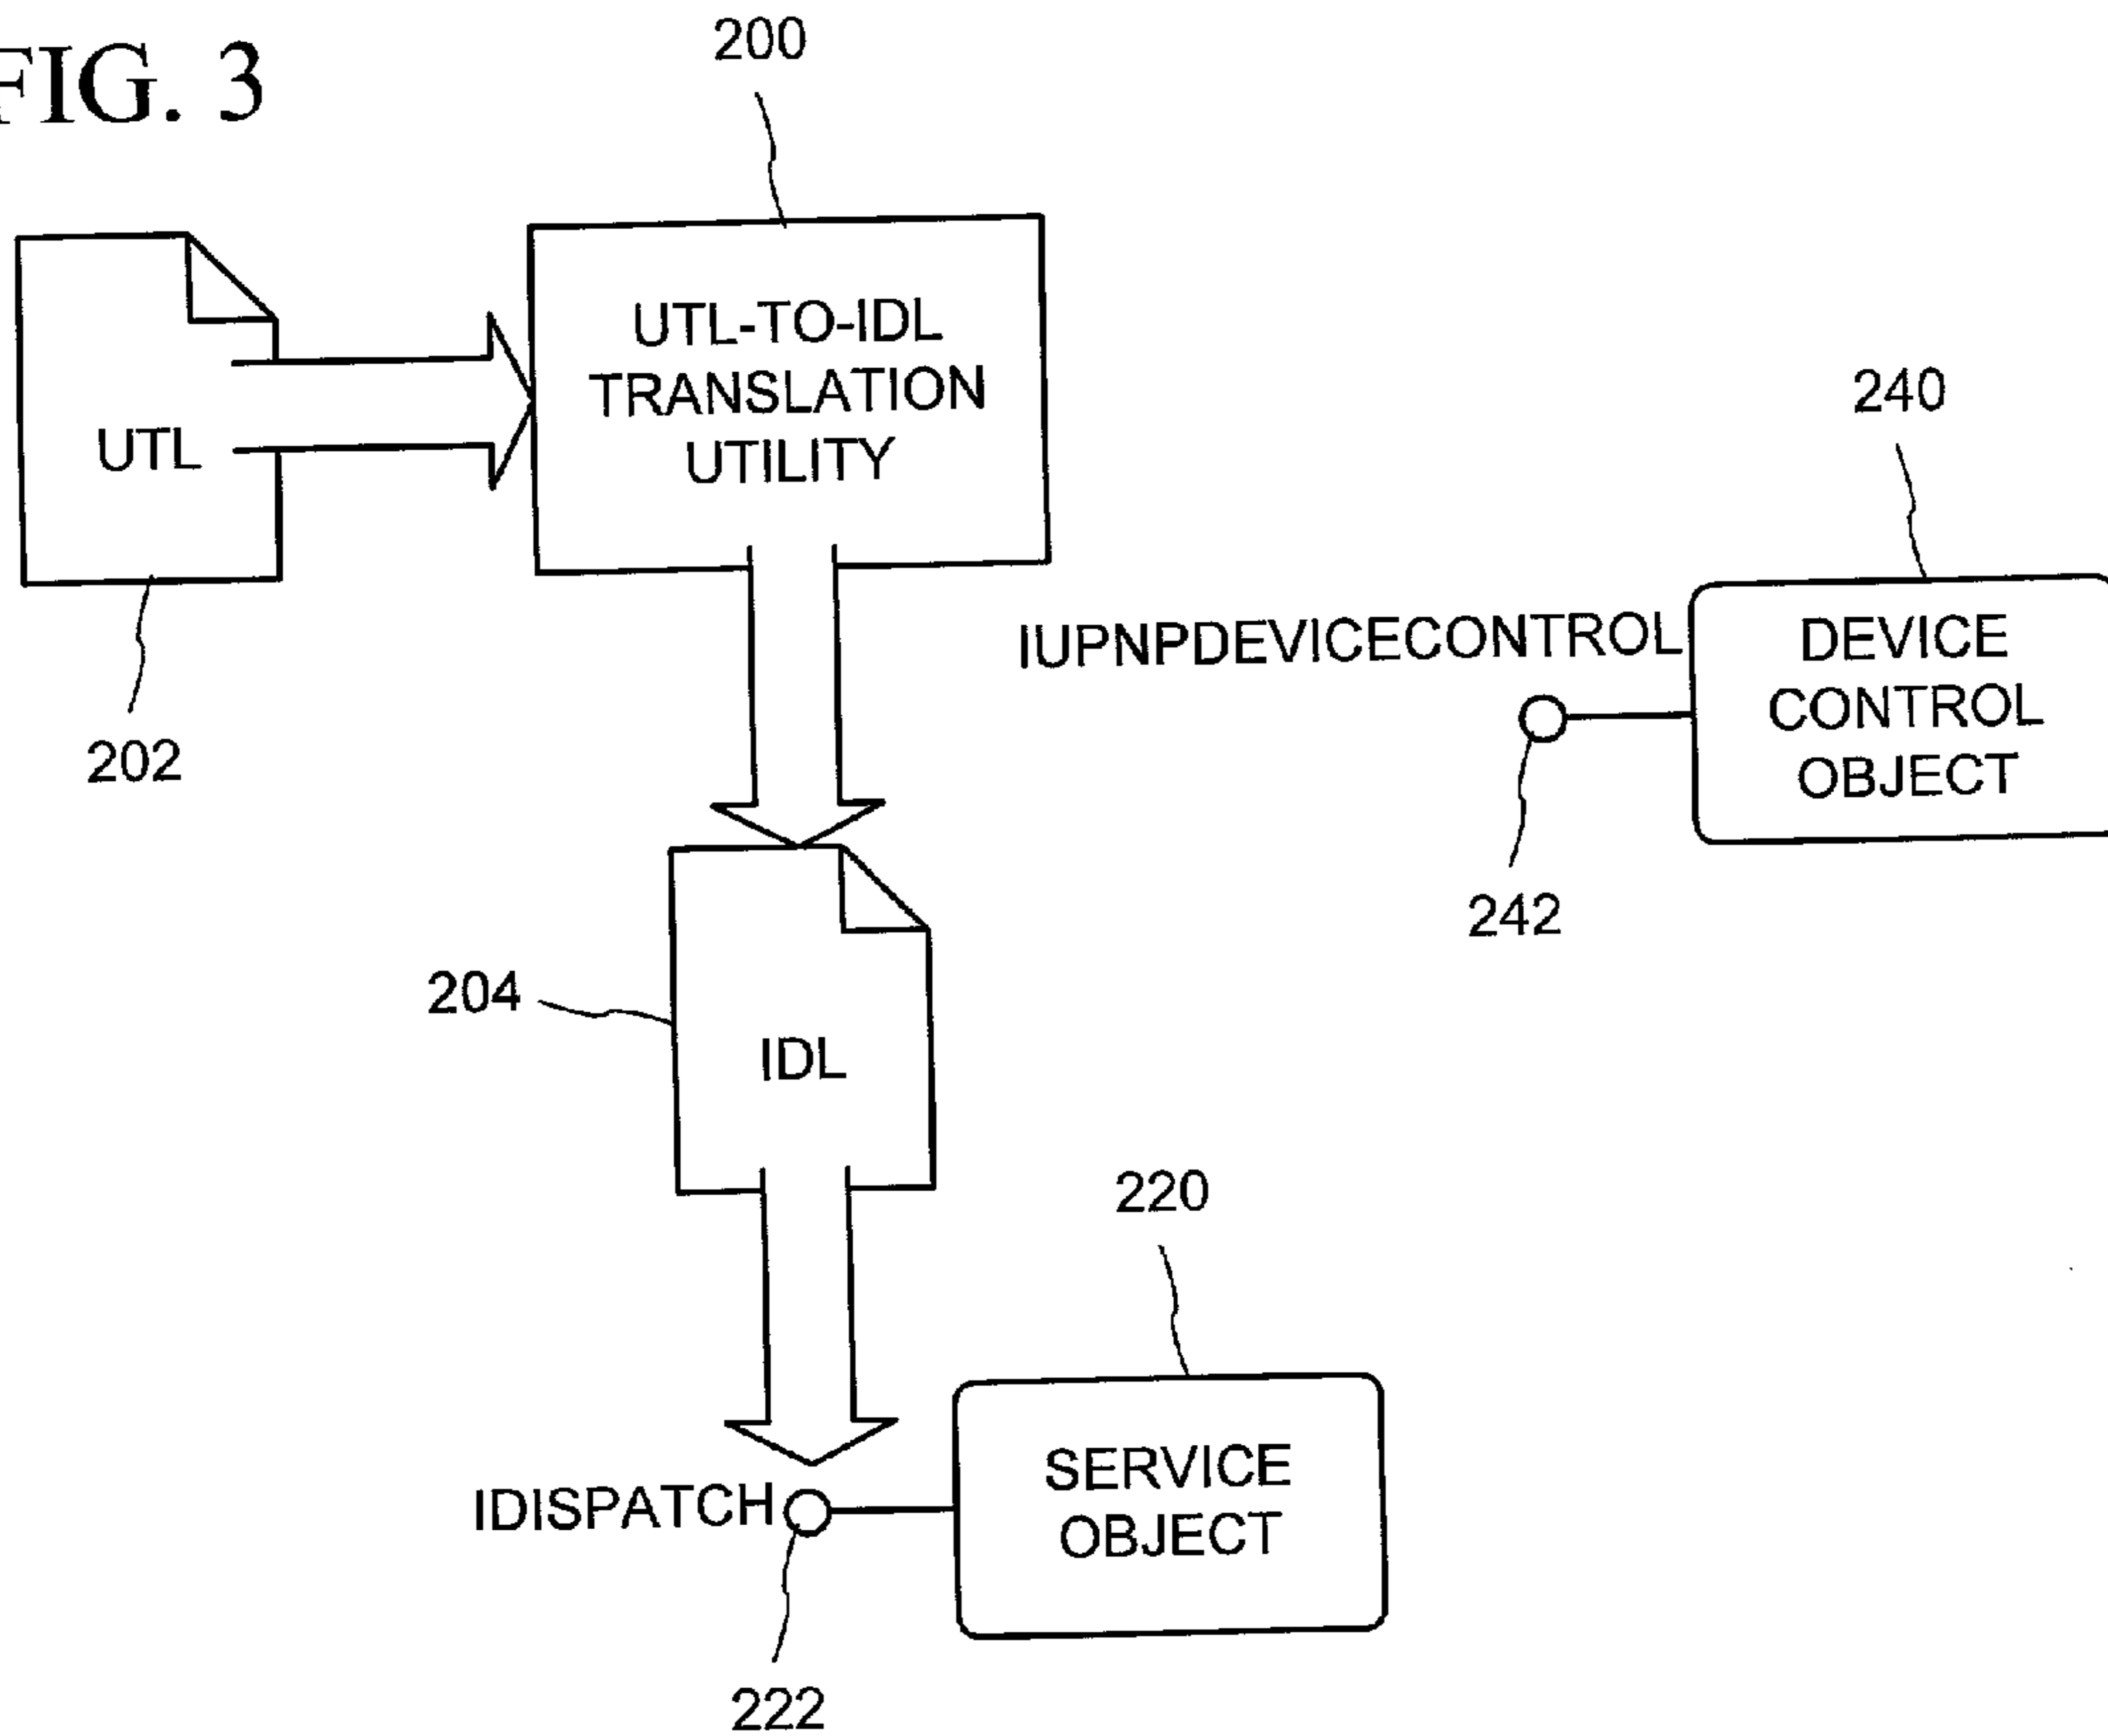 FIG. 3
200
UTL-TO-IDL
TRANSLATION
UTILITY
UTL
202
240
IUPNPDEVICECONTROL
DEVICE
CONTROL
OBJECT
242
204
IDL
220
SERVICE
OBJECT
IDISPATCH
222